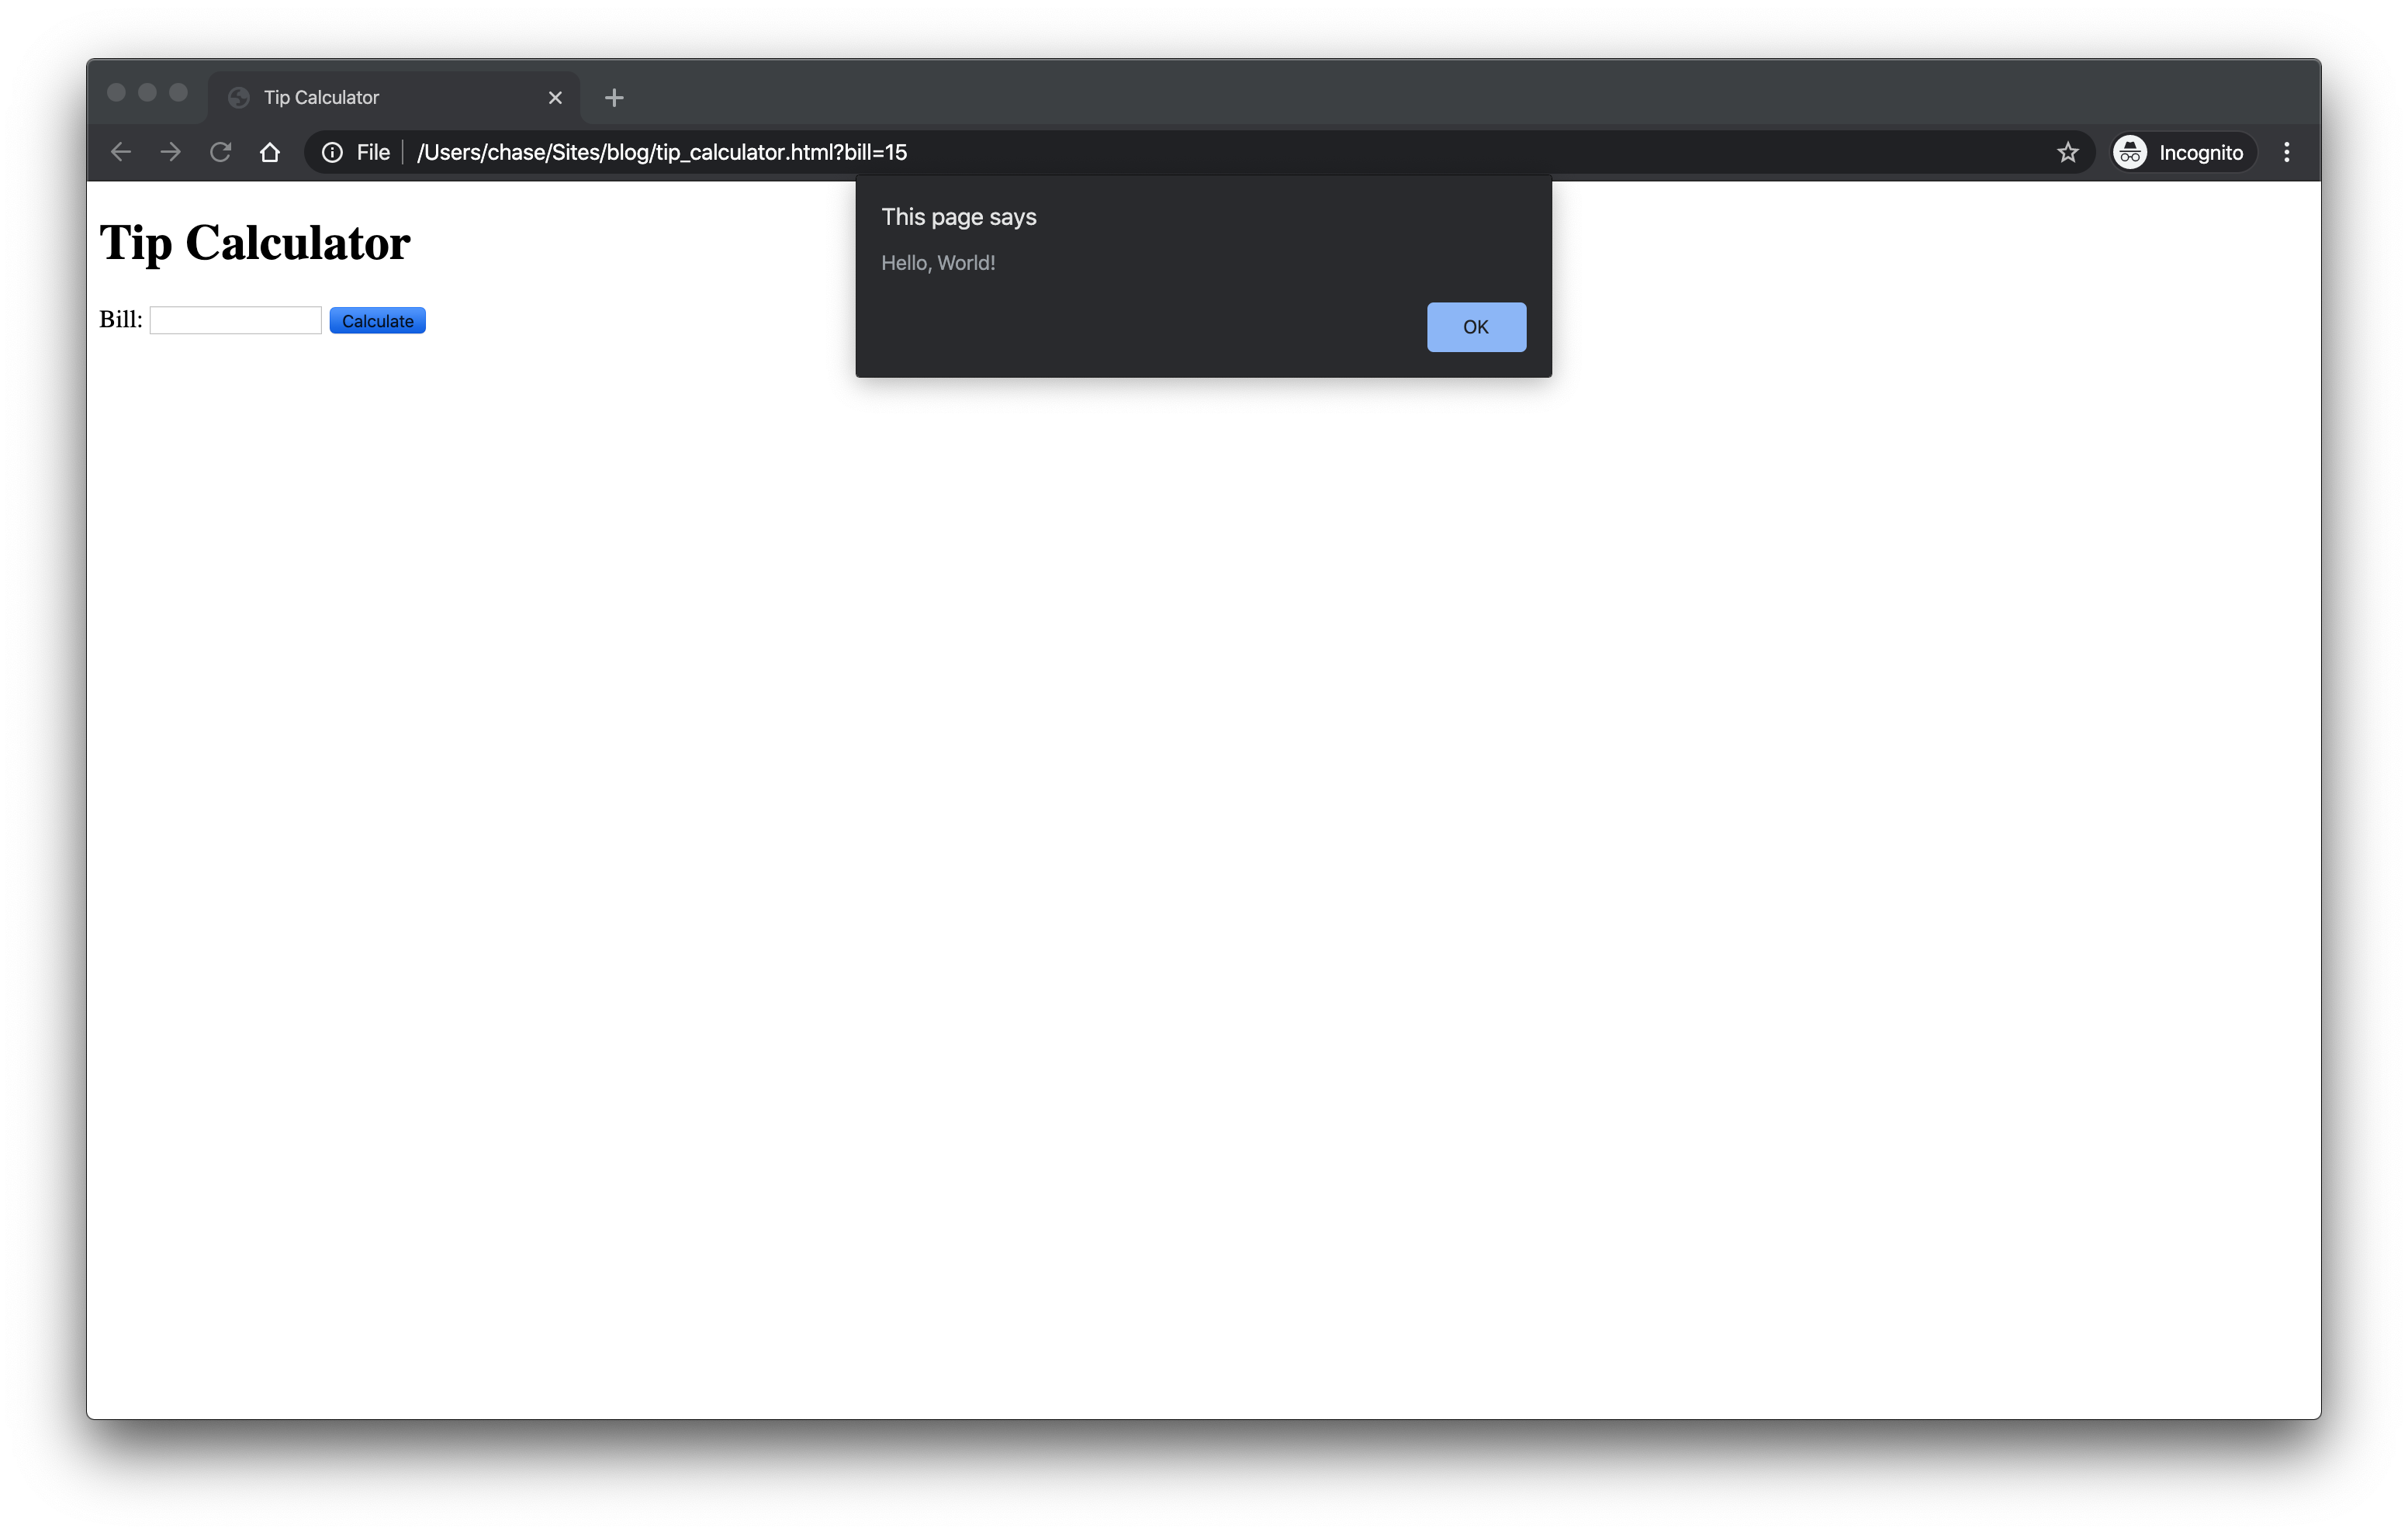 Tip Calculator
File /Users/chase/Sites/blog/tip_calculator.html?bill=15
Incognito
This page says
Hello, World!
OK
Tip Calculator
Bill: Calculate